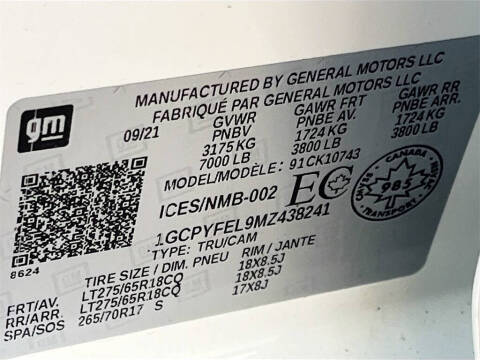 gm
MANUFACTURED BY GENERAL MOTORS LLC
FABRIQUÉ PAR GENERAL MOTORS LLC
09/21 GVWR GAWR FRT GAWR RR
PNBV PNBE AV. PNBE ARR.
3175 KG 1724 KG 1724 KG
7000 LB 3800 LB 3800 LB
MODEL/MODÈLE: 91CK10743
ICES/NMB-002 EC
CANADA
985
CANVAS
TRANSPORT
1GCPYFEL9MZ438241
8624
TYPE: TRU/CAM
TIRE SIZE / DIM. PNEU RIM / JANTE
FRT/AV. LT275/65R18CQ 18X8.5J
RR/ARR. LT275/65R18CQ 18X8.5J
SPA/SOS 265/70R17 S 17X8J